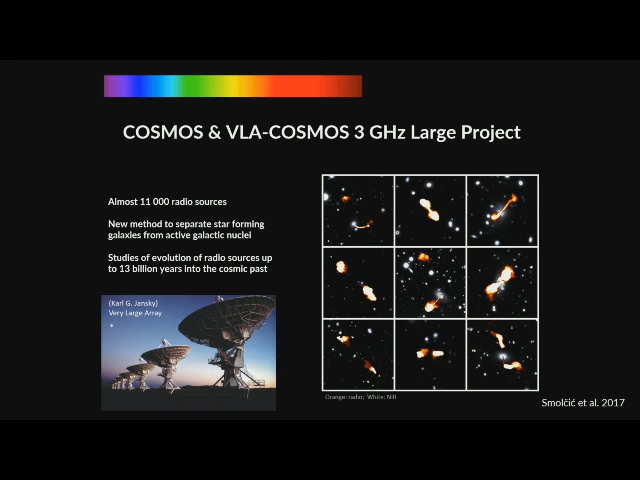 COSMOS & VLA-COSMOS 3 GHz Large Project
Almost 11 000 radio sources
New method to separate star forming
galaxies from active galactic nuclei
Studies of evolution of radio sources up
to 13 billion years into the cosmic past
(Karl G. Jansky)
Very Large Array
Orange: radio; White: NIR
Smolčić et al. 2017